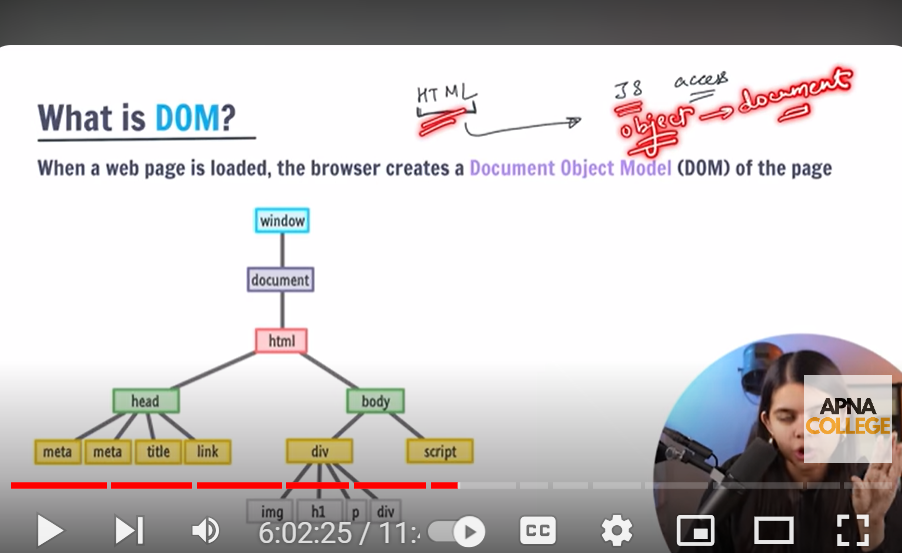 HTML
JS access
object → document
What is DOM?
When a web page is loaded, the browser creates a Document Object Model (DOM) of the page
window
document
html
head body
meta meta title link div script
img h1 p div
APNA
COLLEGE
6:02:25 / 11:
CC